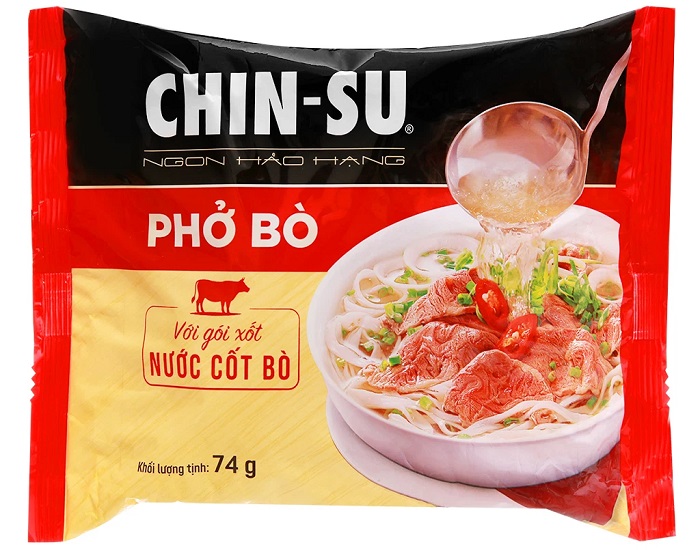 CHIN-SU®
NGON HẢO HẠNG
PHỞ BÒ
Với gói xốt
NƯỚC CỐT BÒ
Khối lượng tịnh: 74 g